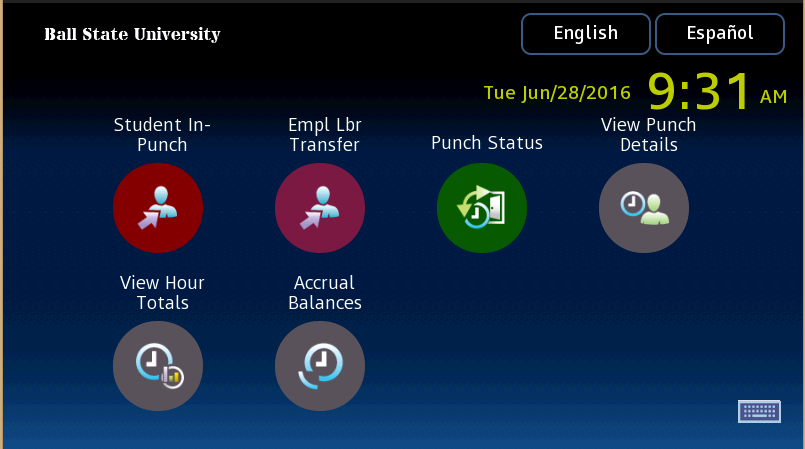 Ball State University
English
Español
Tue Jun/28/2016 9:31 AM
Student In-
Punch
Empl Lbr
Transfer
Punch Status
View Punch
Details
View Hour
Totals
Accrual
Balances